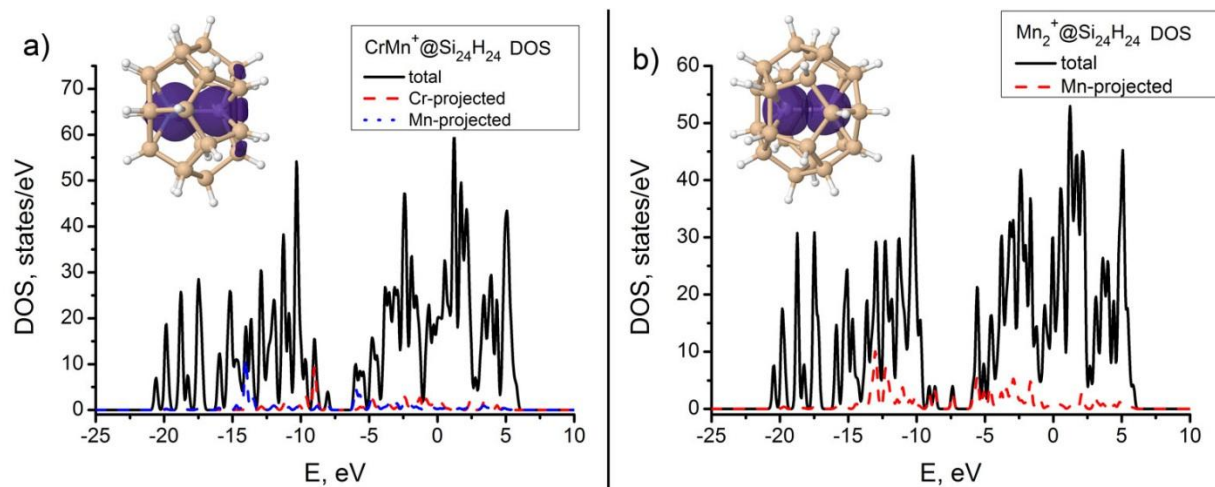 a)
CrMn⁺@Si₂₄H₂₄ DOS
total
Cr-projected
Mn-projected
DOS, states/eV
70
60
50
40
30
20
10
0
-25 -20 -15 -10 -5 0 5 10
E, eV
b)
Mn₂⁺@Si₂₄H₂₄ DOS
total
Mn-projected
DOS, states/eV
60
50
40
30
20
10
0
-25 -20 -15 -10 -5 0 5 10
E, eV